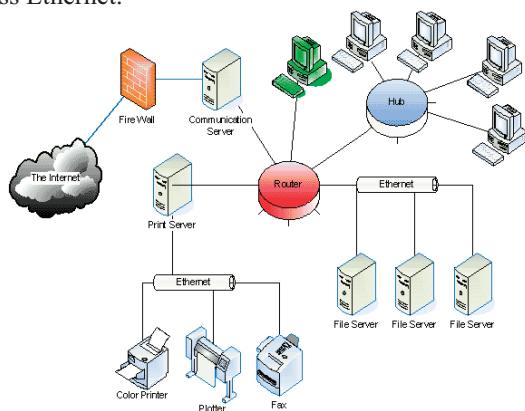 ss Ethernet.
Hub
Fire Wall
Communication
Server
The Internet
Router
Ethernet
Print Server
Ethernet
File Server
File Server
File Server
Color Printer
Plotter
Fax